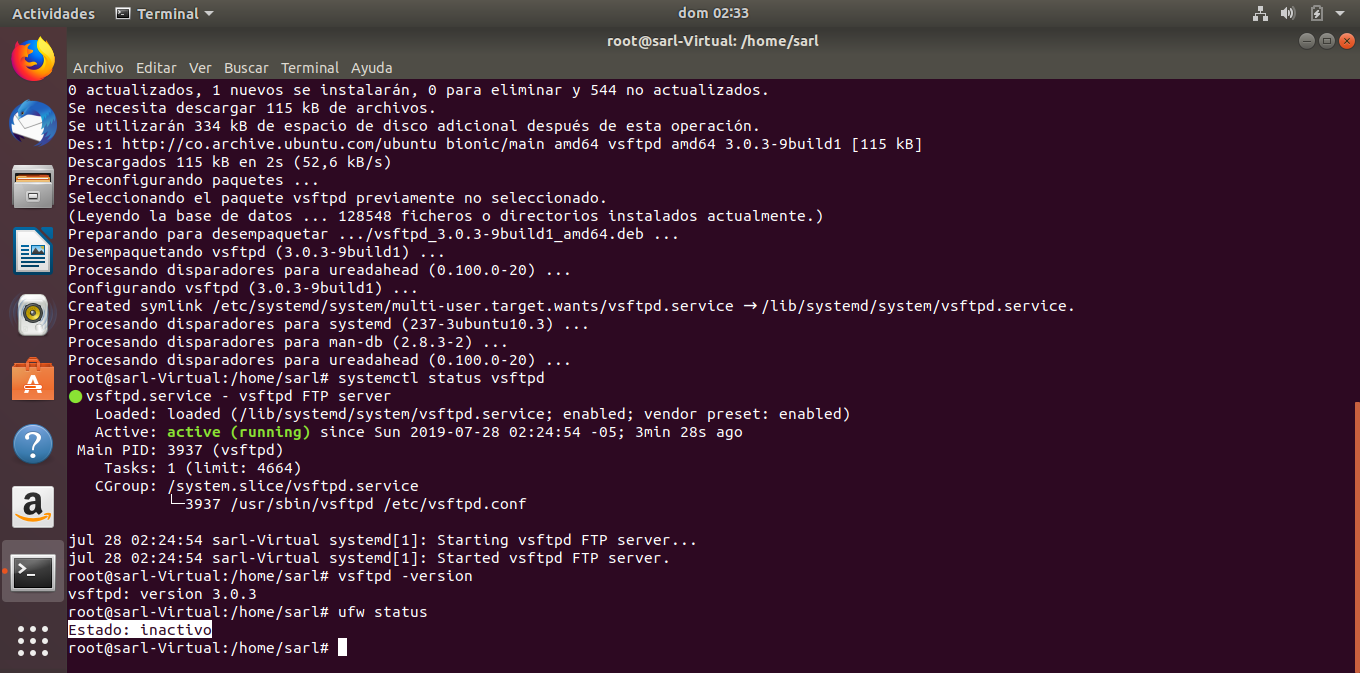 Actividades Terminal dom 02:33
root@sarl-Virtual: /home/sarl
Archivo Editar Ver Buscar Terminal Ayuda
0 actualizados, 1 nuevos se instalarán, 0 para eliminar y 544 no actualizados.
Se necesita descargar 115 kB de archivos.
Se utilizarán 334 kB de espacio de disco adicional después de esta operación.
Des:1 http://co.archive.ubuntu.com/ubuntu bionic/main amd64 vsftpd amd64 3.0.3-9build1 [115 kB]
Descargados 115 kB en 2s (52,6 kB/s)
Preconfigurando paquetes ...
Seleccionando el paquete vsftpd previamente no seleccionado.
(Leyendo la base de datos ... 128548 ficheros o directorios instalados actualmente.)
Preparando para desempaquetar .../vsftpd_3.0.3-9build1_amd64.deb ...
Desempaquetando vsftpd (3.0.3-9build1) ...
Procesando disparadores para ureadahead (0.100.0-20) ...
Configurando vsftpd (3.0.3-9build1) ...
Created symlink /etc/systemd/system/multi-user.target.wants/vsftpd.service → /lib/systemd/system/vsftpd.service.
Procesando disparadores para systemd (237-3ubuntu10.3) ...
Procesando disparadores para man-db (2.8.3-2) ...
Procesando disparadores para ureadahead (0.100.0-20) ...
root@sarl-Virtual:/home/sarl# systemctl status vsftpd
● vsftpd.service - vsftpd FTP server
Loaded: loaded (/lib/systemd/system/vsftpd.service; enabled; vendor preset: enabled)
Active: active (running) since Sun 2019-07-28 02:24:54 -05; 3min 28s ago
Main PID: 3937 (vsftpd)
Tasks: 1 (limit: 4664)
CGroup: /system.slice/vsftpd.service
└─3937 /usr/sbin/vsftpd /etc/vsftpd.conf
jul 28 02:24:54 sarl-Virtual systemd[1]: Starting vsftpd FTP server...
jul 28 02:24:54 sarl-Virtual systemd[1]: Started vsftpd FTP server.
root@sarl-Virtual:/home/sarl# vsftpd -version
vsftpd: version 3.0.3
root@sarl-Virtual:/home/sarl# ufw status
Estado: inactivo
root@sarl-Virtual:/home/sarl#